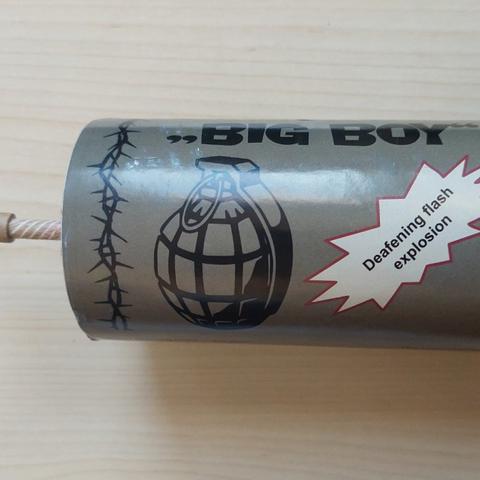 „BIG BOY“
Deafening flash
explosion